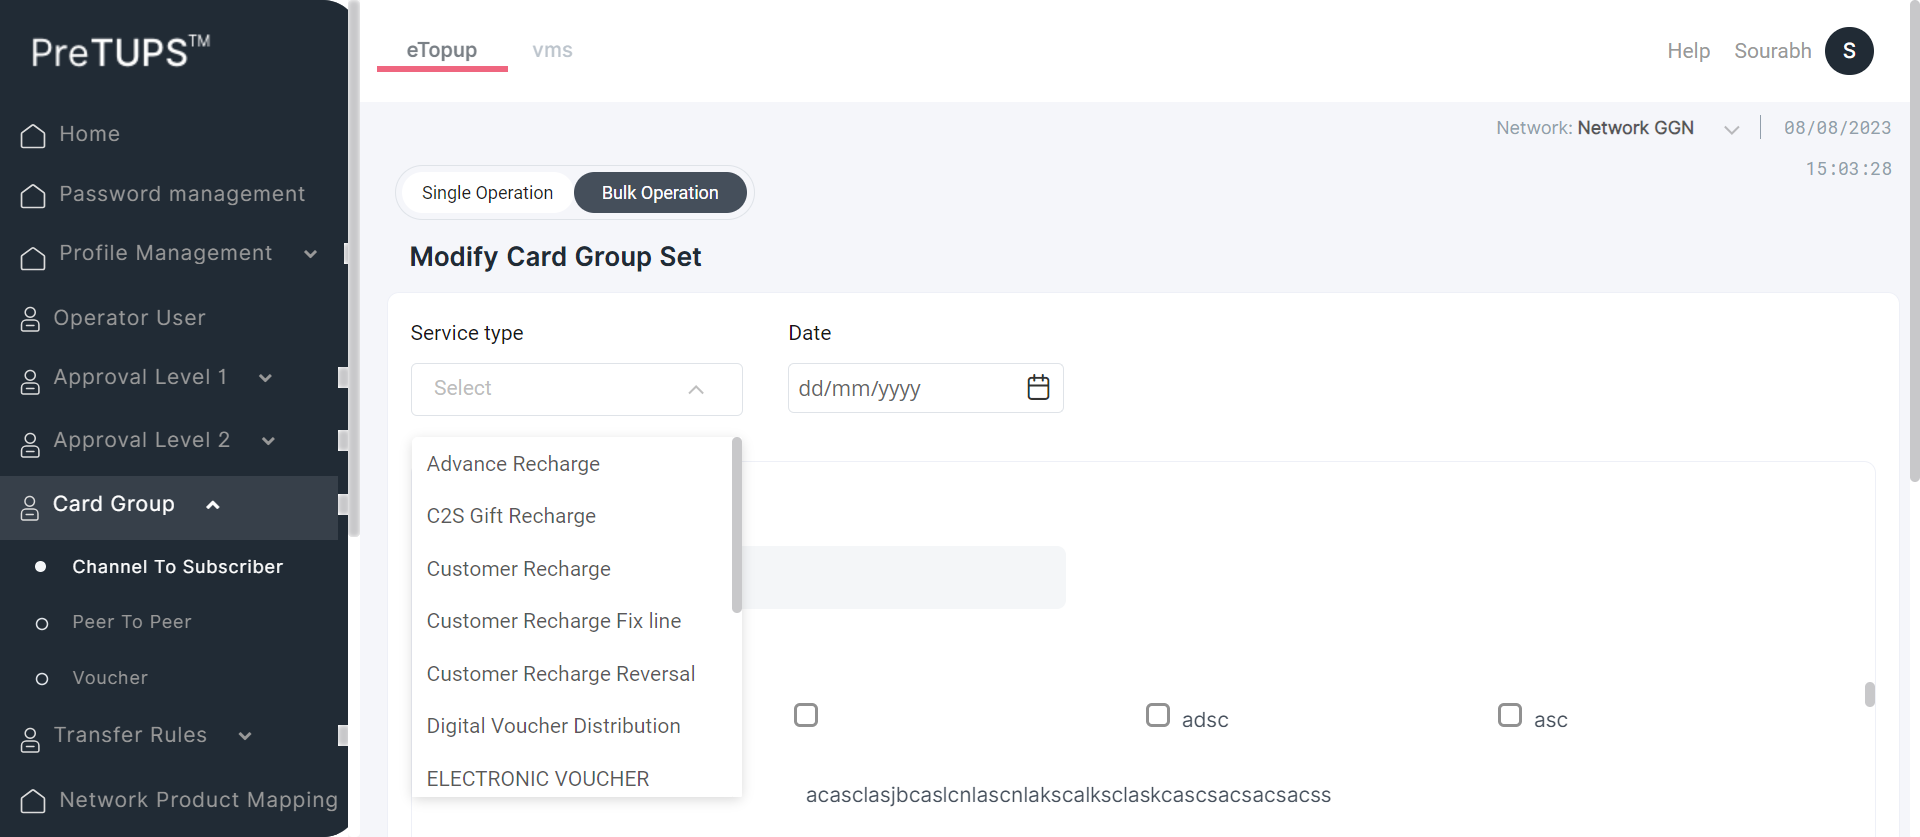 PreTUPS™
Home
Password management
Profile Management
Operator User
Approval Level 1
Approval Level 2
Card Group
Channel To Subscriber
Peer To Peer
Voucher
Transfer Rules
Network Product Mapping
eTopup vms
Help Sourabh S
Network: Network GGN 08/08/2023
15:03:28
Single Operation Bulk Operation
Modify Card Group Set
Service type Date
Select dd/mm/yyyy
Advance Recharge
C2S Gift Recharge
Customer Recharge
Customer Recharge Fix line
Customer Recharge Reversal
Digital Voucher Distribution
ELECTRONIC VOUCHER
adsc asc
acasclasjbcaslcnlascnlakscalksclaskcascsacsacsacss